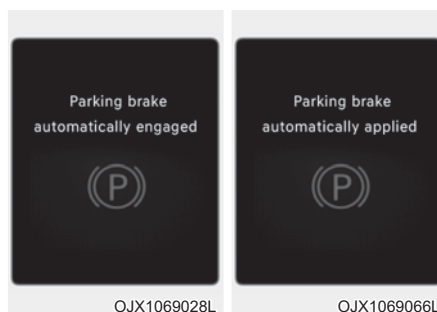 Parking brake
automatically engaged
P
OJX1069028L
Parking brake
automatically applied
P
OJX1069066L